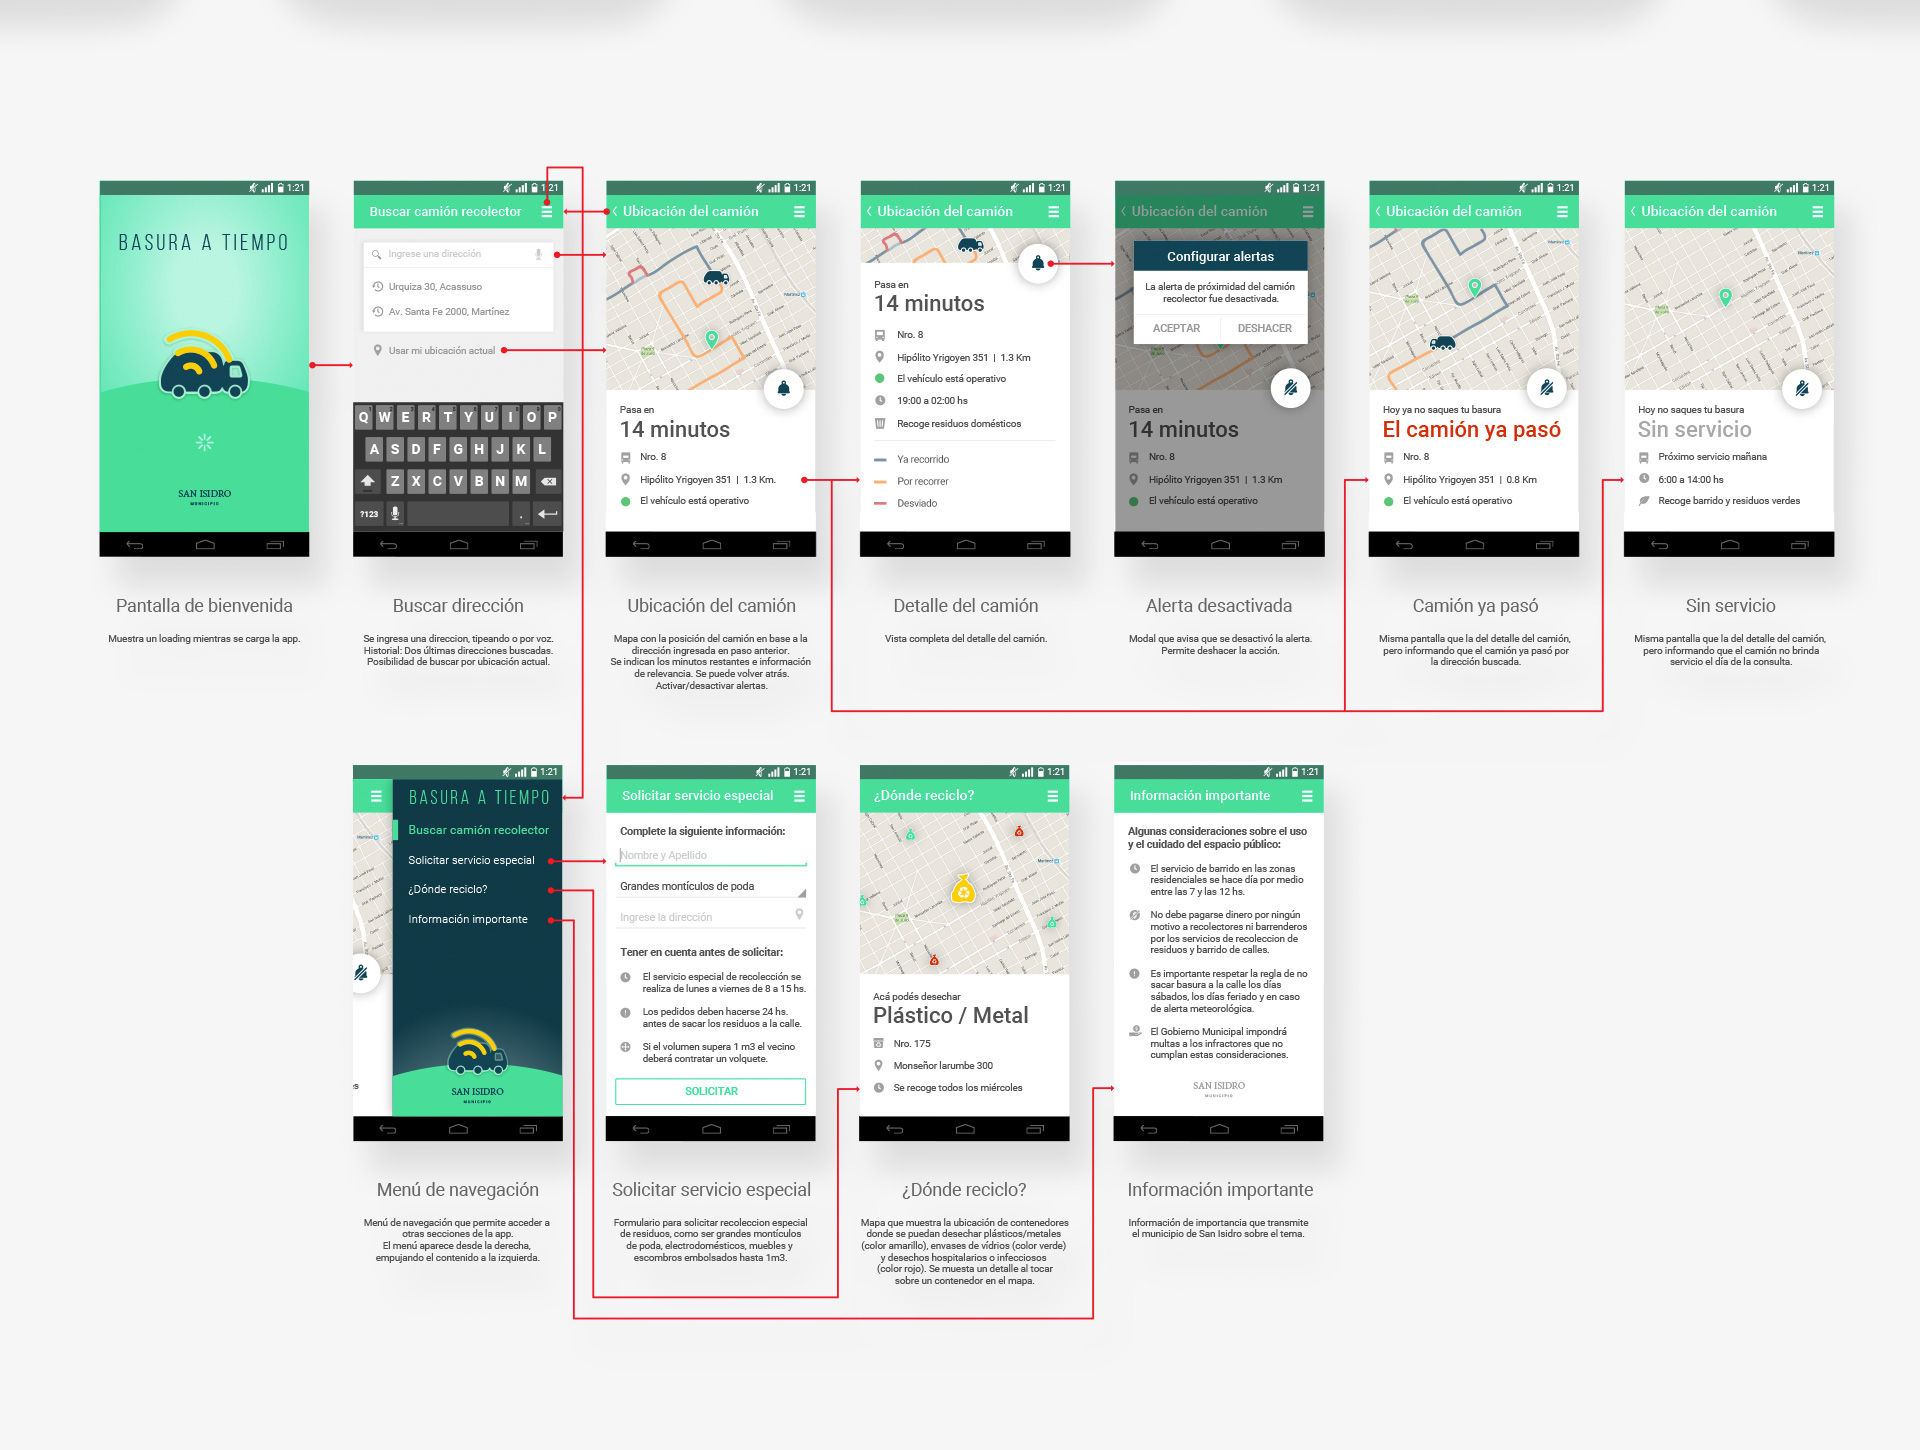 1:21
BASURA A TIEMPO
SAN ISIDRO
MUNICIPIO
Pantalla de bienvenida
Muestra un loading mientras se carga la app.
1:21
Buscar camión recolector
Ingrese una dirección
Urquiza 30, Acassuso
Av. Santa Fe 2000, Martínez
Usar mi ubicación actual
Q W E R T Y U I O P
A S D F G H J K L
Z X C V B N M
?123 .
Buscar dirección
Se ingresa una direccion, tipeando o por voz.
Historial: Dos últimas direcciones buscadas.
Posibilidad de buscar por ubicación actual.
1:21
Ubicación del camión
Martínez
Pasa en
14 minutos
Nro. 8
Hipólito Yrigoyen 351 | 1.3 Km.
El vehículo está operativo
Ubicación del camión
Mapa con la posición del camión en base a la
dirección ingresada en paso anterior.
Se indican los minutos restantes e información
de relevancia. Se puede volver atrás.
Activar/desactivar alertas.
1:21
Ubicación del camión
Pasa en
14 minutos
Nro. 8
Hipólito Yrigoyen 351 | 1.3 Km
El vehículo está operativo
19:00 a 02:00 hs
Recoge residuos domésticos
Ya recorrido
Por recorrer
Desviado
Detalle del camión
Vista completa del detalle del camión.
1:21
Ubicación del camión
Configurar alertas
La alerta de próximidad del camión
recolector fue desactivada.
ACEPTAR DESHACER
Pasa en
14 minutos
Nro. 8
Hipólito Yrigoyen 351 | 1.3 Km
El vehículo está operativo
Alerta desactivada
Modal que avisa que se desactivó la alerta.
Permite deshacer la acción.
1:21
Ubicación del camión
Martínez
Hoy ya no saques tu basura
El camión ya pasó
Nro. 8
Hipólito Yrigoyen 351 | 0.8 Km
El vehículo está operativo
Camión ya pasó
Misma pantalla que la del detalle del camión,
pero informando que el camión ya pasó por
la dirección buscada.
1:21
Ubicación del camión
Martínez
Hoy no saques tu basura
Sin servicio
Próximo servicio mañana
6:00 a 14:00 hs
Recoge barrido y residuos verdes
Sin servicio
Misma pantalla que la del detalle del camión,
pero informando que el camión no brinda
servicio el día de la consulta.
1:21
BASURA A TIEMPO
Buscar camión recolector
Solicitar servicio especial
¿Dónde reciclo?
Información importante
es
SAN ISIDRO
MUNICIPIO
Menú de navegación
Menú de navegación que permite acceder a
otras secciones de la app.
El menú aparece desde la derecha,
empujando el contenido a la izquierda.
1:21
Solicitar servicio especial
Complete la siguiente información:
Nombre y Apellido
Grandes montículos de poda
Ingrese la dirección
Tener en cuenta antes de solicitar:
El servicio especial de recolección se
realiza de lunes a viernes de 8 a 15 hs.
Los pedidos deben hacerse 24 hs.
antes de sacar los residuos a la calle.
Si el volumen supera 1 m3 el vecino
deberá contratar un volquete.
SOLICITAR
Solicitar servicio especial
Formulario para solicitar recoleccion especial
de residuos, como ser grandes montículos
de poda, electrodomésticos, muebles y
escombros embolsados hasta 1m3.
1:21
¿Dónde reciclo?
Martínez
Acá podés desechar
Plástico / Metal
Nro. 175
Monseñor larumbe 300
Se recoge todos los miércoles
¿Dónde reciclo?
Mapa que muestra la ubicación de contenedores
donde se puedan desechar plásticos/metales
(color amarillo), envases de vídrios (color verde)
y desechos hospitalarios o infecciosos
(color rojo). Se muesta un detalle al tocar
sobre un contenedor en el mapa.
1:21
Información importante
Algunas consideraciones sobre el uso
y el cuidado del espacio público:
El servicio de barrido en las zonas
residenciales se hace día por medio
entre las 7 y las 12 hs.
No debe pagarse dinero por ningún
motivo a recolectores ni barrenderos
por los servicios de recoleccion de
residuos y barrido de calles.
Es importante respetar la regla de no
sacar basura a la calle los días
sábados, los días feriado y en caso
de alerta meteorológica.
El Gobierno Municipal impondrá
multas a los infractores que no
cumplan estas consideraciones.
SAN ISIDRO
MUNICIPIO
Información importante
Información de importancia que transmite
el municipio de San Isidro sobre el tema.